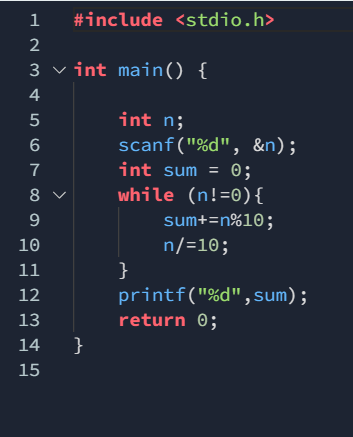 1 #include <stdio.h>
2
3 int main() {
4
5 int n;
6 scanf("%d", &n);
7 int sum = 0;
8 while (n!=0){
9 sum+=n%10;
10 n/=10;
11 }
12 printf("%d",sum);
13 return 0;
14 }
15